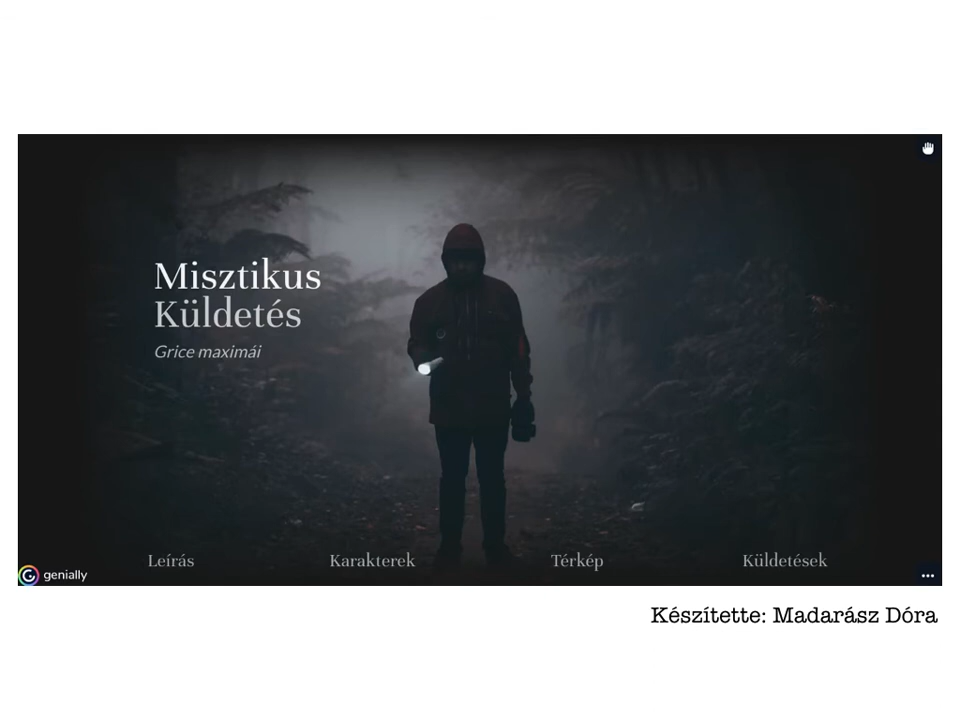 Misztikus
Küldetés
Grice maximái
Leírás Karakterek Térkép Küldetések
genially
Készítette: Madarász Dóra